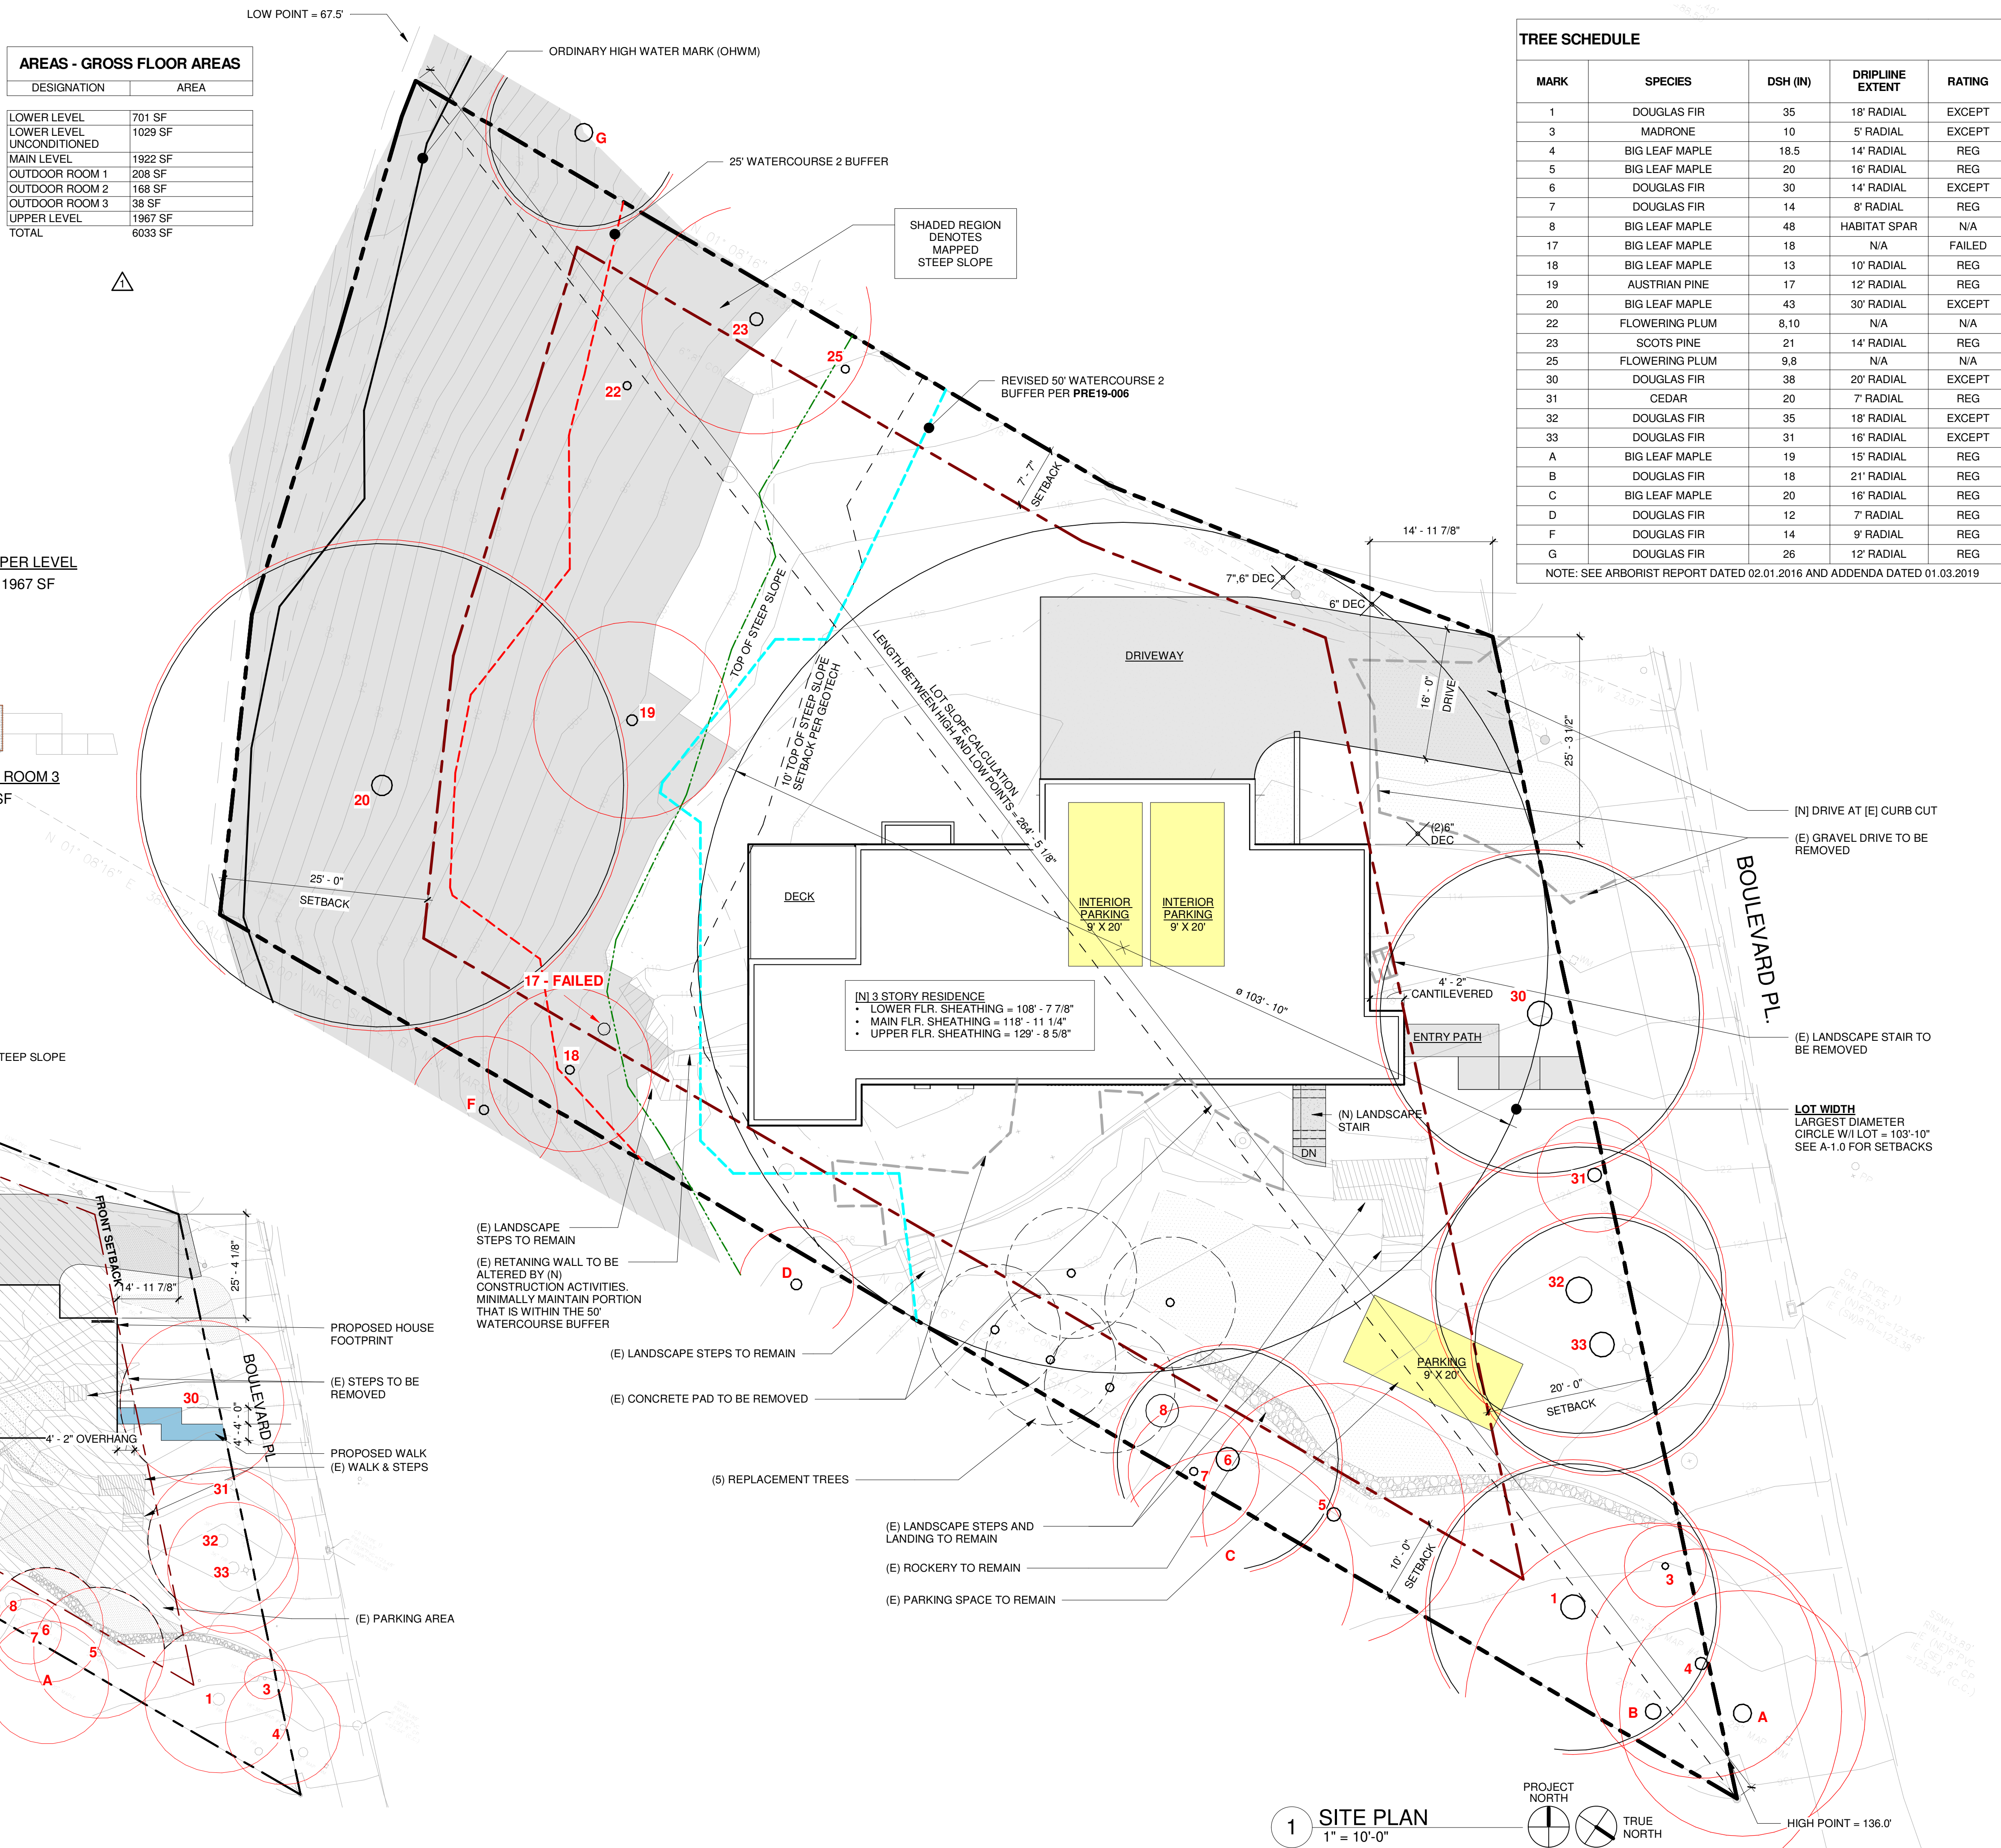 LOW POINT = 67.5'
ORDINARY HIGH WATER MARK (OHWM)
AREAS - GROSS FLOOR AREAS
DESIGNATION AREA
LOWER LEVEL 701 SF
LOWER LEVEL UNCONDITIONED 1029 SF
MAIN LEVEL 1922 SF
OUTDOOR ROOM 1 208 SF
OUTDOOR ROOM 2 168 SF
OUTDOOR ROOM 3 38 SF
UPPER LEVEL 1967 SF
TOTAL 6033 SF
1
TREE SCHEDULE
MARK SPECIES DSH (IN) DRIPLIINE EXTENT RATING
1 DOUGLAS FIR 35 18' RADIAL EXCEPT
3 MADRONE 10 5' RADIAL EXCEPT
4 BIG LEAF MAPLE 18.5 14' RADIAL REG
5 BIG LEAF MAPLE 20 16' RADIAL REG
6 DOUGLAS FIR 30 14' RADIAL EXCEPT
7 DOUGLAS FIR 14 8' RADIAL REG
8 BIG LEAF MAPLE 48 HABITAT SPAR N/A
17 BIG LEAF MAPLE 18 N/A FAILED
18 BIG LEAF MAPLE 13 10' RADIAL REG
19 AUSTRIAN PINE 17 12' RADIAL REG
20 BIG LEAF MAPLE 43 30' RADIAL EXCEPT
22 FLOWERING PLUM 8,10 N/A N/A
23 SCOTS PINE 21 14' RADIAL REG
25 FLOWERING PLUM 9,8 N/A N/A
30 DOUGLAS FIR 38 20' RADIAL EXCEPT
31 CEDAR 20 7' RADIAL REG
32 DOUGLAS FIR 35 18' RADIAL EXCEPT
33 DOUGLAS FIR 31 16' RADIAL EXCEPT
A BIG LEAF MAPLE 19 15' RADIAL REG
B DOUGLAS FIR 18 21' RADIAL REG
C BIG LEAF MAPLE 20 16' RADIAL REG
D DOUGLAS FIR 12 7' RADIAL REG
F DOUGLAS FIR 14 9' RADIAL REG
G DOUGLAS FIR 26 12' RADIAL REG
NOTE: SEE ARBORIST REPORT DATED 02.01.2016 AND ADDENDA DATED 01.03.2019
G
25' WATERCOURSE 2 BUFFER
SHADED REGION
DENOTES
MAPPED
STEEP SLOPE
N 01° 08'16"
23
25
22
REVISED 50' WATERCOURSE 2
BUFFER PER PRE19-006
7' - 7"
SETBACK
14' - 11 7/8"
7",6" DEC
6" DEC
PER LEVEL
1967 SF
TOP OF STEEP SLOPE
10' TOP OF STEEP SLOPE
SETBACK PER GEOTECH
LOT SLOPE CALCULATION
LENGTH BETWEEN HIGH AND LOW POINTS = 264' - 5 1/8"
DRIVEWAY
16' - 0"
DRIVE
25' - 3 1/2"
19
20
ROOM 3
SF
N 01° 08'16" E
[N] DRIVE AT [E] CURB CUT
(E) GRAVEL DRIVE TO BE
REMOVED
(2)6"
DEC
BOULEVARD PL.
25' - 0"
SETBACK
DECK
INTERIOR
PARKING
9' X 20'
INTERIOR
PARKING
9' X 20'
17 - FAILED
[N] 3 STORY RESIDENCE
• LOWER FLR. SHEATHING = 108' - 7 7/8"
• MAIN FLR. SHEATHING = 118' - 11 1/4"
• UPPER FLR. SHEATHING = 129' - 8 5/8"
ø 103' - 10"
4' - 2"
CANTILEVERED
30
ENTRY PATH
(E) LANDSCAPE STAIR TO
BE REMOVED
TEEP SLOPE
18
F
(N) LANDSCAPE
STAIR
DN
LOT WIDTH
LARGEST DIAMETER
CIRCLE W/I LOT = 103'-10"
SEE A-1.0 FOR SETBACKS
31
(E) LANDSCAPE
STEPS TO REMAIN
(E) RETANING WALL TO BE
ALTERED BY (N)
CONSTRUCTION ACTIVITIES.
MINIMALLY MAINTAIN PORTION
THAT IS WITHIN THE 50'
WATERCOURSE BUFFER
D
32
33
(E) LANDSCAPE STEPS TO REMAIN
(E) CONCRETE PAD TO BE REMOVED
PARKING
9' X 20'
20' - 0"
SETBACK
8
6
7
5
C
(5) REPLACEMENT TREES
(E) LANDSCAPE STEPS AND
LANDING TO REMAIN
(E) ROCKERY TO REMAIN
(E) PARKING SPACE TO REMAIN
10' - 0"
SETBACK
1
3
4
B
A
FRONT SETBACK
14' - 11 7/8"
25' - 4 1/8"
PROPOSED HOUSE
FOOTPRINT
(E) STEPS TO BE
REMOVED
BOULEVARD PL
30
4' - 0"
4' -
4' - 2" OVERHANG
PROPOSED WALK
(E) WALK & STEPS
31
32
33
(E) PARKING AREA
8
6
7
5
A
1
3
4
1 SITE PLAN
1" = 10'-0"
PROJECT
NORTH
TRUE
NORTH
HIGH POINT = 136.0'